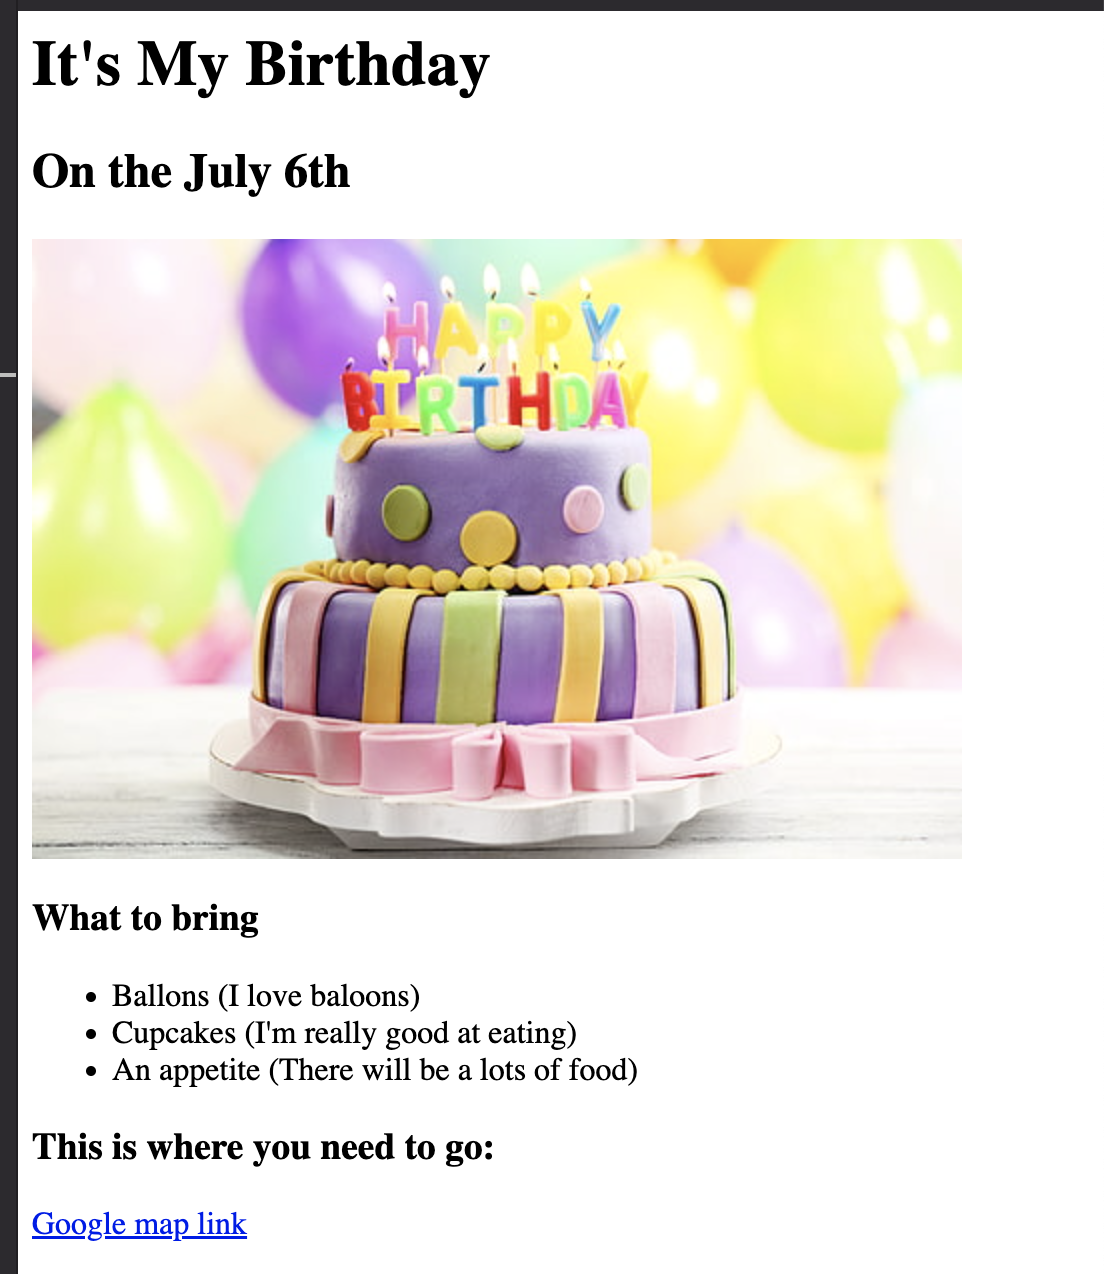 It's My Birthday
On the July 6th
HAPPY
BIRTHDAY
What to bring
Ballons (I love baloons)
Cupcakes (I'm really good at eating)
An appetite (There will be a lots of food)
This is where you need to go:
Google map link